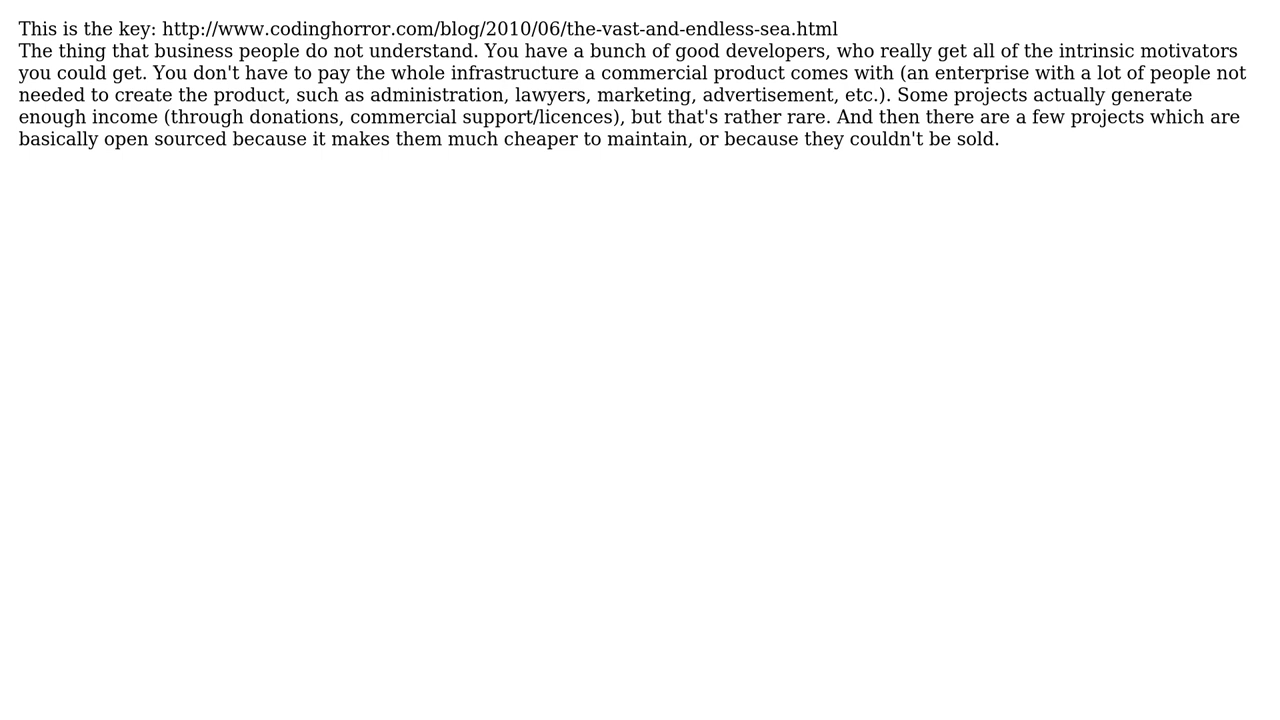 This is the key: http://www.codinghorror.com/blog/2010/06/the-vast-and-endless-sea.html
The thing that business people do not understand. You have a bunch of good developers, who really get all of the intrinsic motivators
you could get. You don't have to pay the whole infrastructure a commercial product comes with (an enterprise with a lot of people not
needed to create the product, such as administration, lawyers, marketing, advertisement, etc.). Some projects actually generate
enough income (through donations, commercial support/licences), but that's rather rare. And then there are a few projects which are
basically open sourced because it makes them much cheaper to maintain, or because they couldn't be sold.